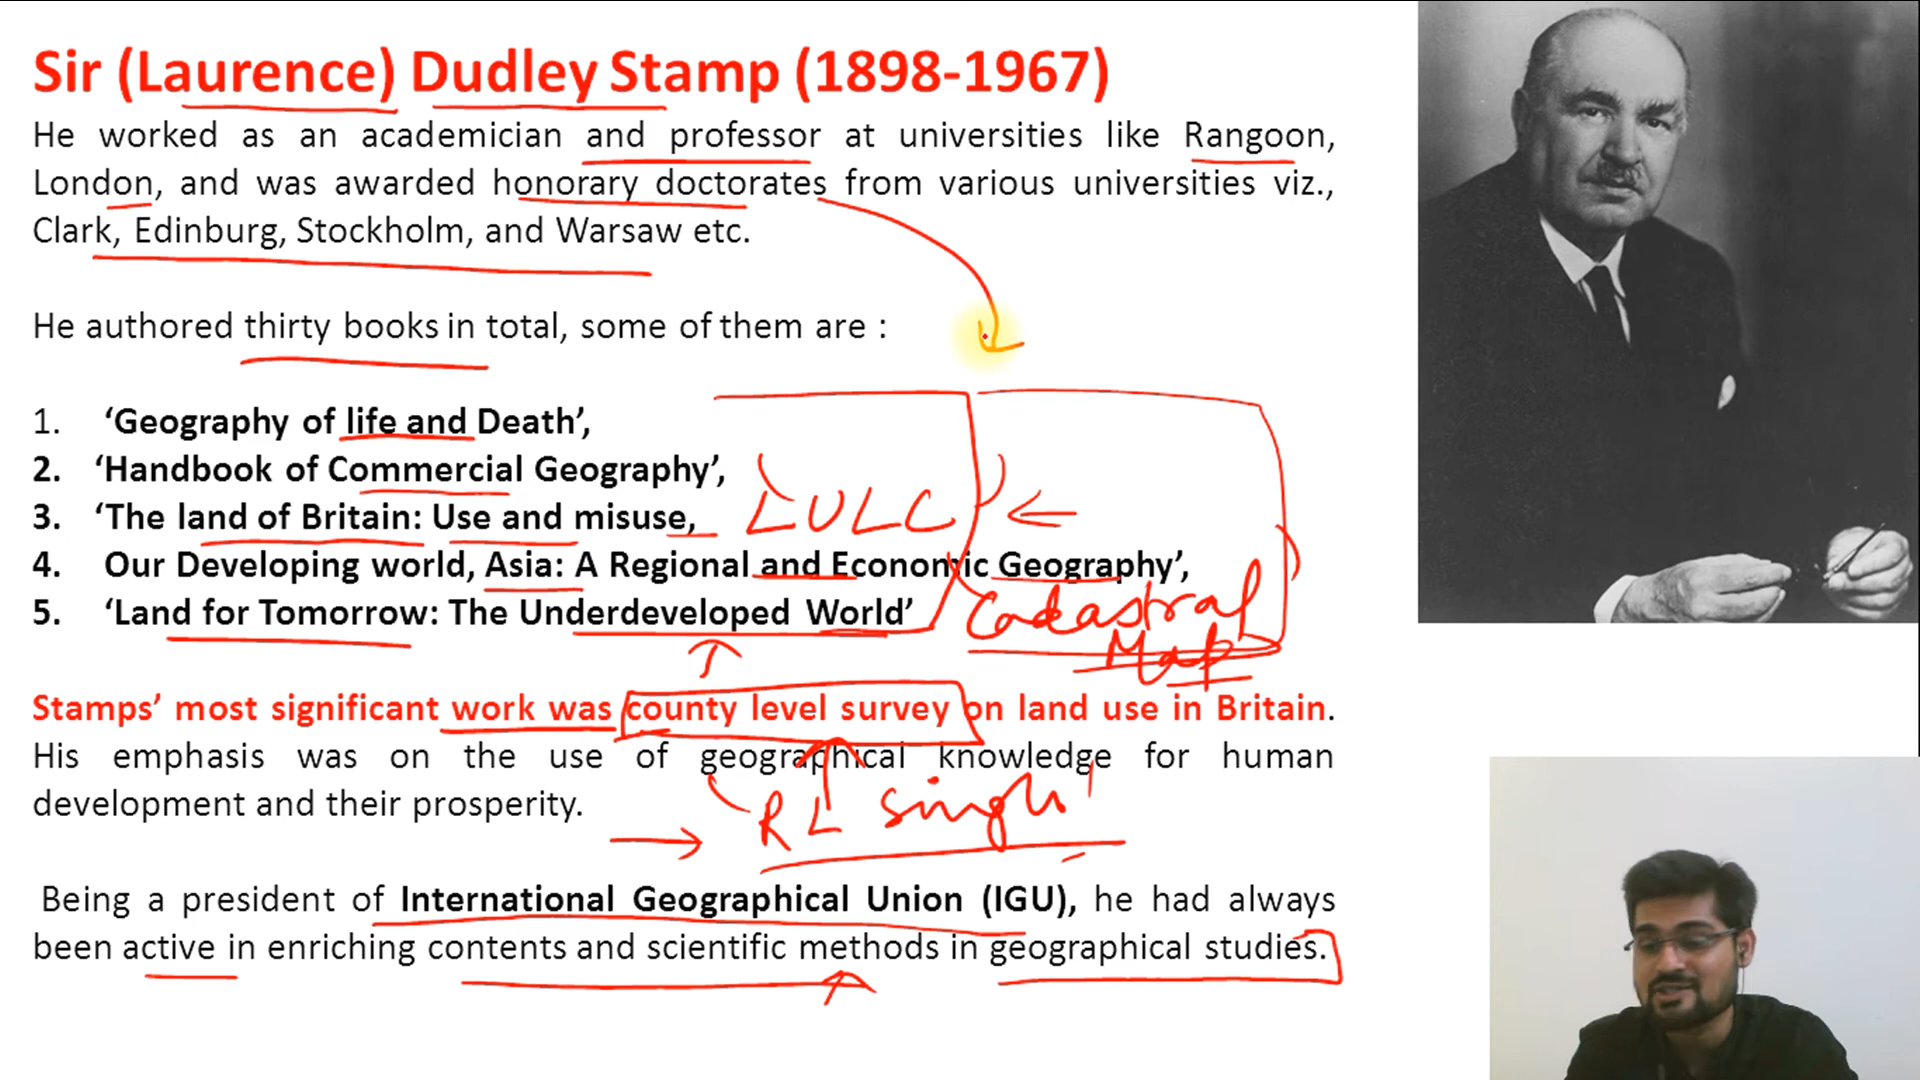 Sir (Laurence) Dudley Stamp (1898-1967)
He worked as an academician and professor at universities like Rangoon,
London, and was awarded honorary doctorates from various universities viz.,
Clark, Edinburg, Stockholm, and Warsaw etc.
He authored thirty books in total, some of them are :
1. ‘Geography of life and Death’,
2. ‘Handbook of Commercial Geography’,
3. ‘The land of Britain: Use and misuse,
LULC
4. Our Developing world, Asia: A Regional and Economic Geography’,
5. ‘Land for Tomorrow: The Underdeveloped World’
Cadastral
Map
Stamps’ most significant work was county level survey on land use in Britain.
His emphasis was on the use of geographical knowledge for human
development and their prosperity.
RL Singh
Being a president of International Geographical Union (IGU), he had always
been active in enriching contents and scientific methods in geographical studies.